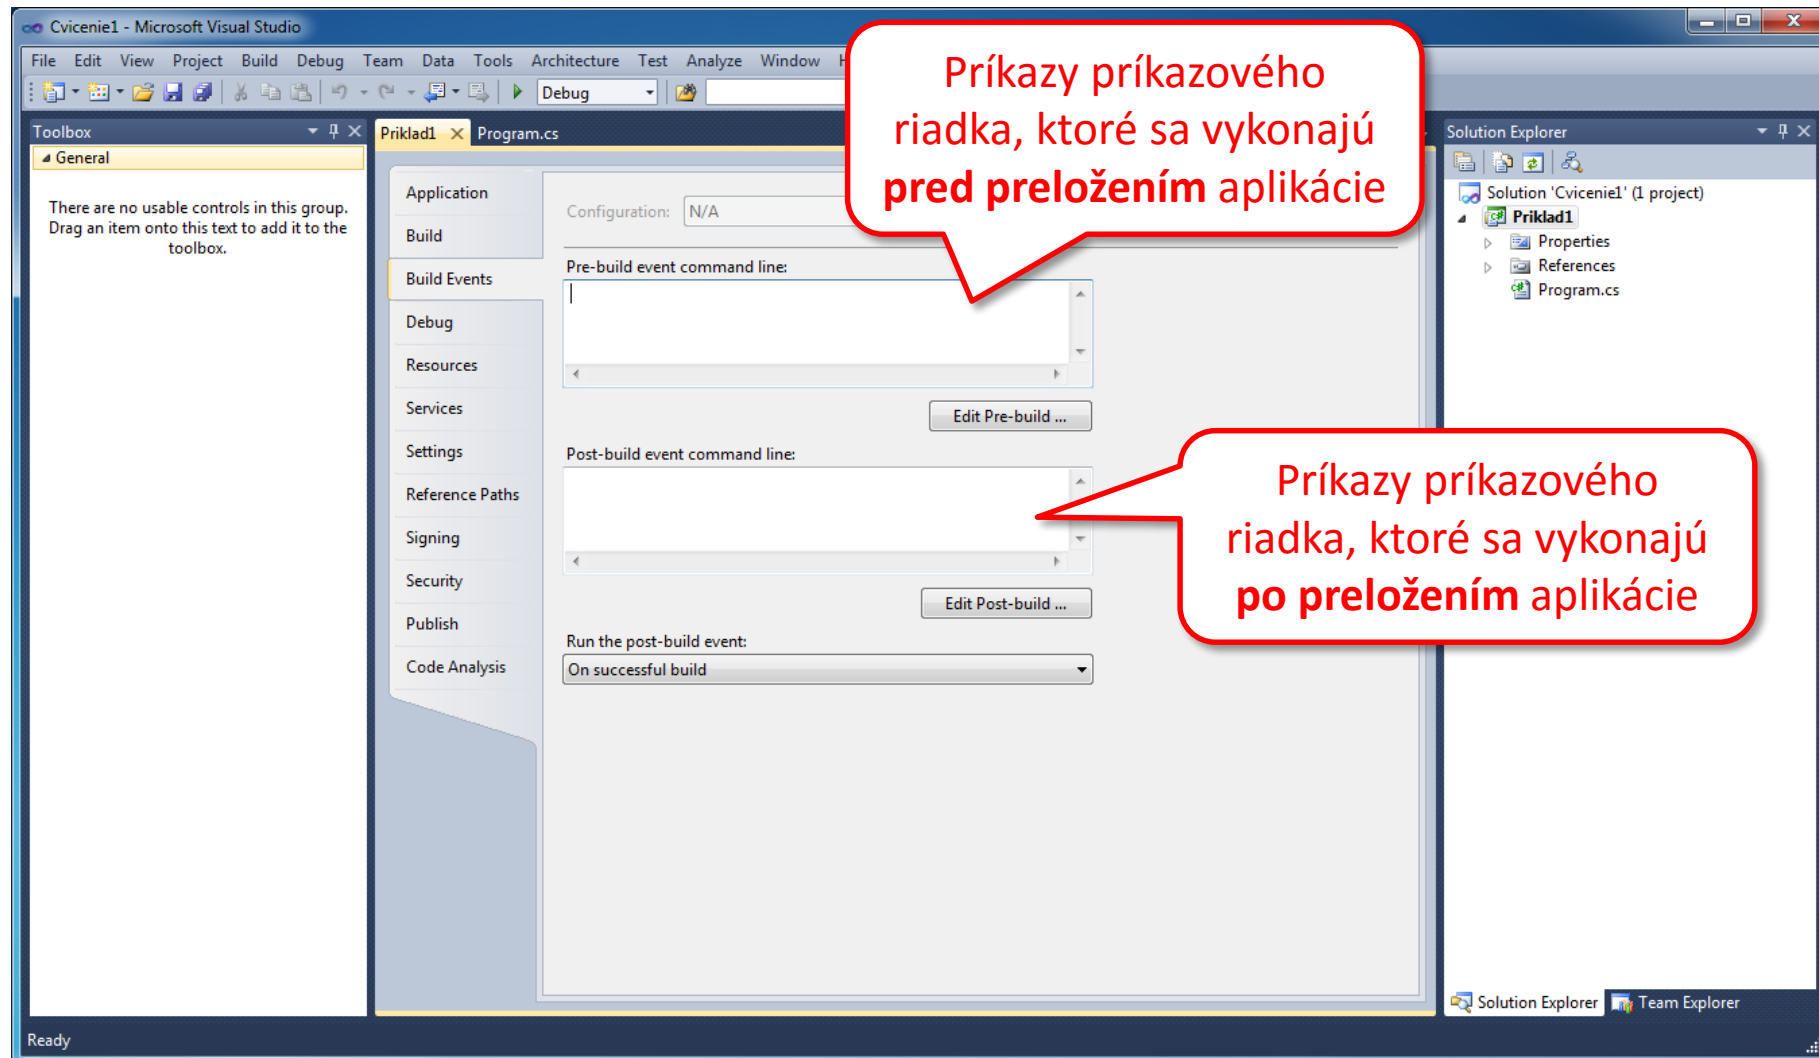 Cvicenie1 - Microsoft Visual Studio
File Edit View Project Build Debug Team Data Tools Architecture Test Analyze Window
Debug
Toolbox
General
There are no usable controls in this group.
Drag an item onto this text to add it to the
toolbox.
Priklad1
Program.cs
Application
Build
Build Events
Debug
Resources
Services
Settings
Reference Paths
Signing
Security
Publish
Code Analysis
Configuration: N/A
Pre-build event command line:
Edit Pre-build ...
Post-build event command line:
Edit Post-build ...
Run the post-build event:
On successful build
Príkazy príkazového
riadka, ktoré sa vykonajú
pred preložením aplikácie
Príkazy príkazového
riadka, ktoré sa vykonajú
po preložením aplikácie
Solution Explorer
Solution 'Cvicenie1' (1 project)
Priklad1
Properties
References
Program.cs
Solution Explorer
Team Explorer
Ready